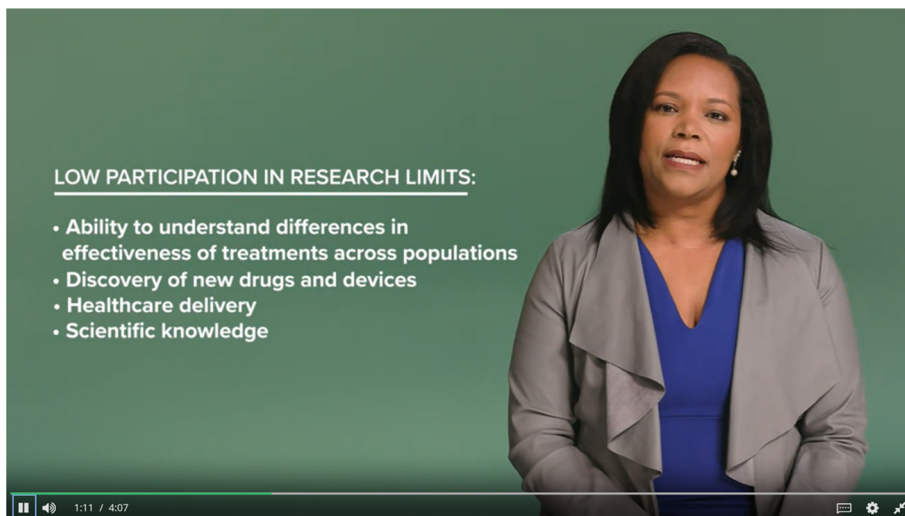 LOW PARTICIPATION IN RESEARCH LIMITS:
• Ability to understand differences in
effectiveness of treatments across populations
• Discovery of new drugs and devices
• Healthcare delivery
• Scientific knowledge
1:11 / 4:07